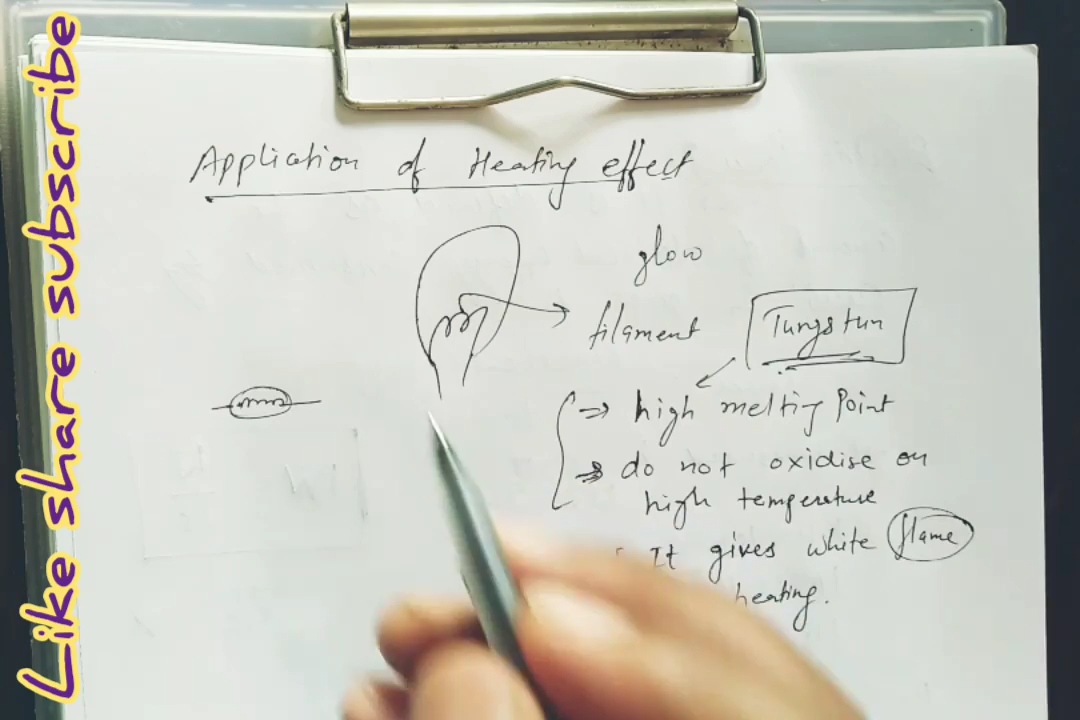 Like share subscribe
Application of Heating effect
glow
filament
Tungstun
→ high melting point
→ do not oxidise on
high temperature
It gives white flame
heating.